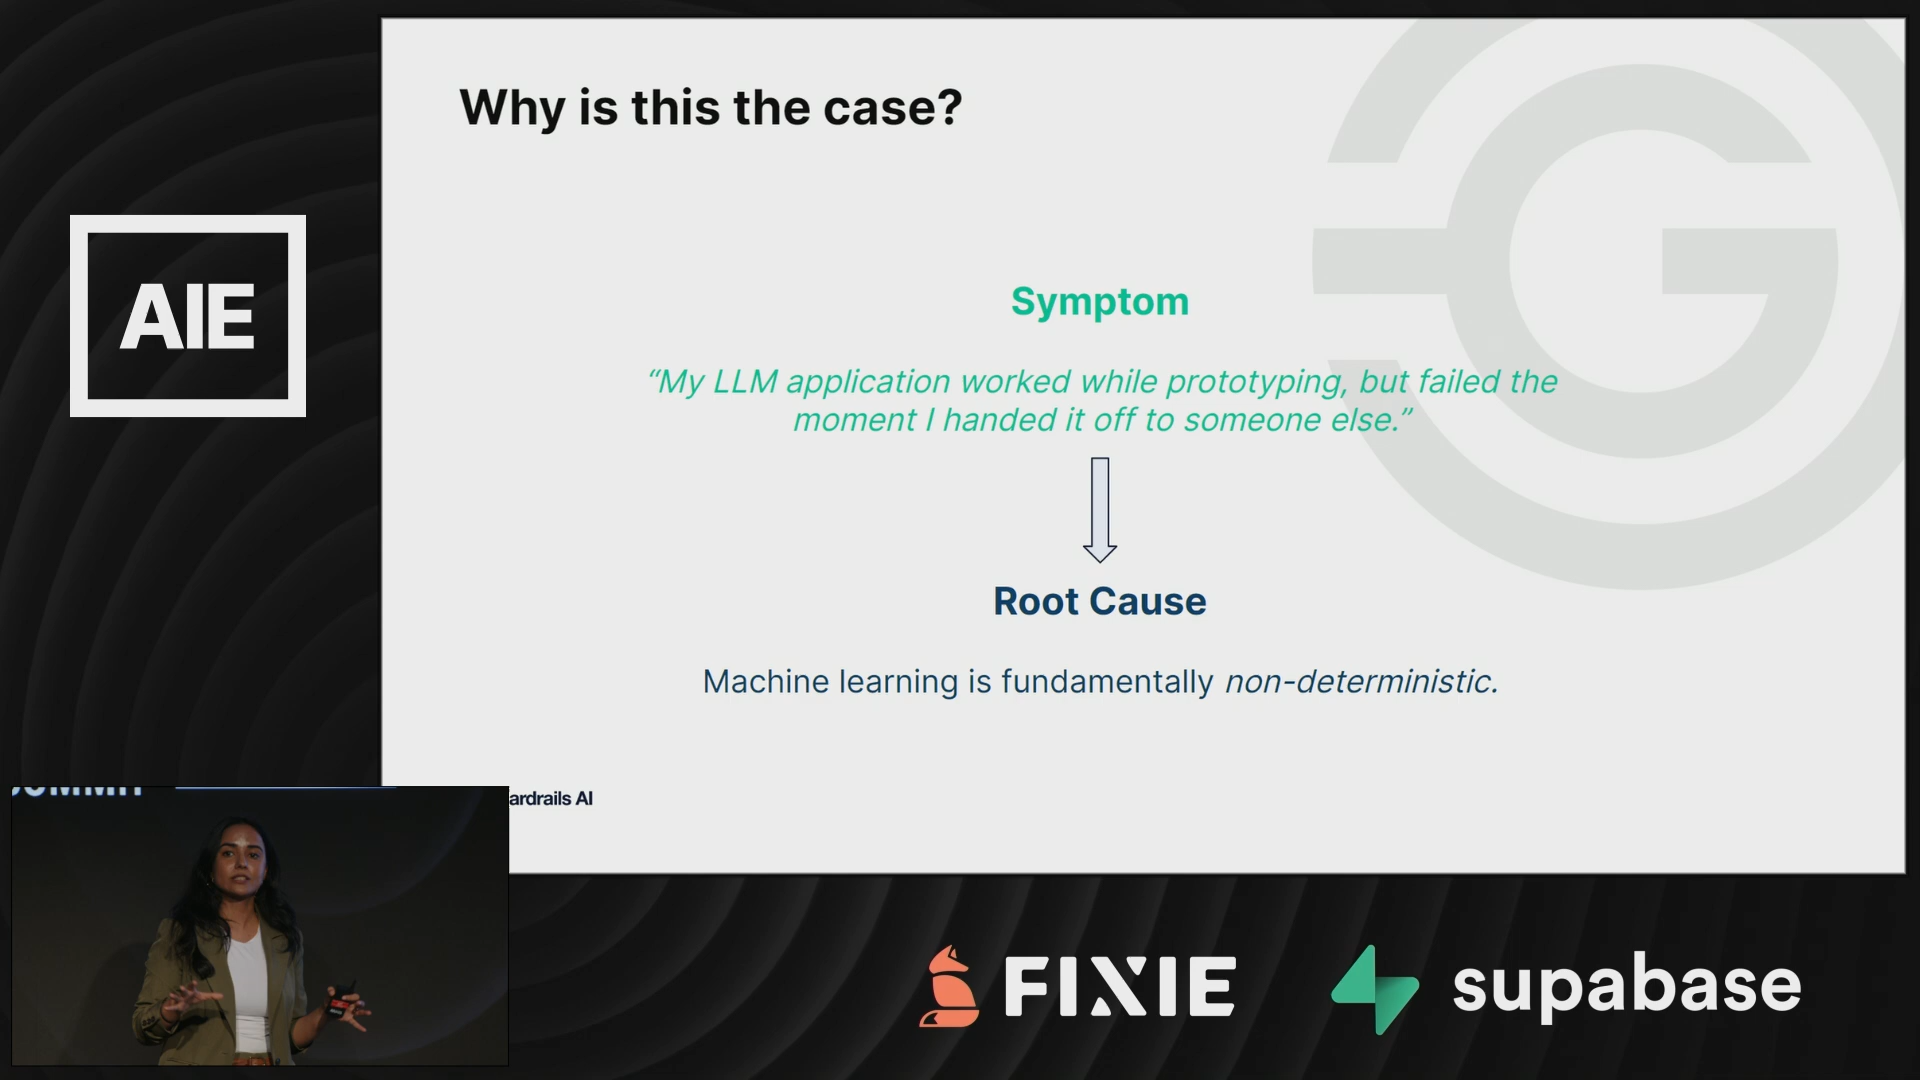 Why is this the case?
AIE
Symptom
“My LLM application worked while prototyping, but failed the
moment I handed it off to someone else.”
Root Cause
Machine learning is fundamentally non-deterministic.
ardrails AI
SUMMIT
FIXIE
supabase